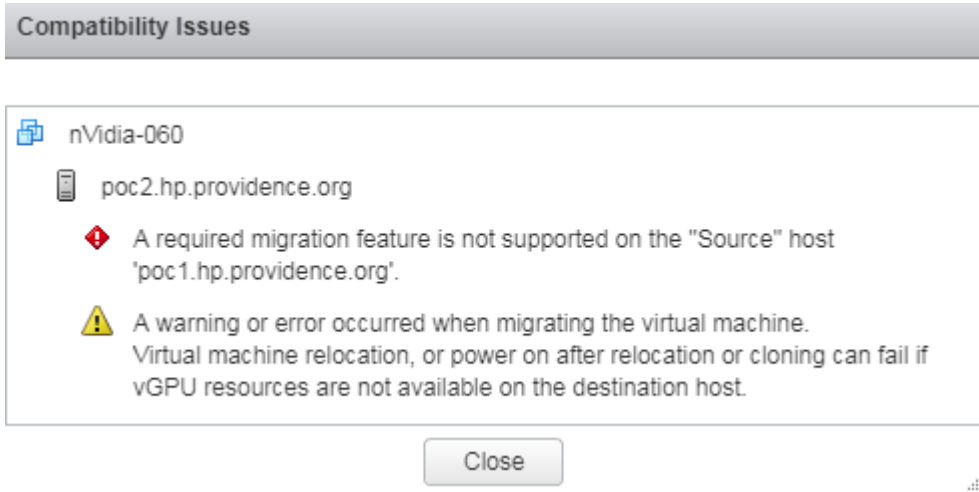 Compatibility Issues
nVidia-060
poc2.hp.providence.org
A required migration feature is not supported on the "Source" host
'poc1.hp.providence.org'.
A warning or error occurred when migrating the virtual machine.
Virtual machine relocation, or power on after relocation or cloning can fail if
vGPU resources are not available on the destination host.
Close